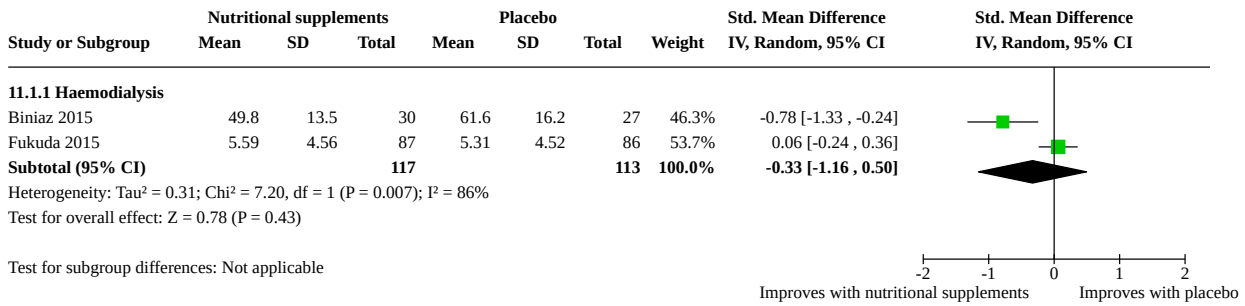 Nutritional supplements Placebo Std. Mean Difference Std. Mean Difference
Study or Subgroup Mean SD Total Mean SD Total Weight IV, Random, 95% CI IV, Random, 95% CI
11.1.1 Haemodialysis
Biniaz 2015 49.8 13.5 30 61.6 16.2 27 46.3% -0.78 [-1.33 , -0.24]
Fukuda 2015 5.59 4.56 87 5.31 4.52 86 53.7% 0.06 [-0.24 , 0.36]
Subtotal (95% CI) 117 113 100.0% -0.33 [-1.16 , 0.50]
Heterogeneity: Tau² = 0.31; Chi² = 7.20, df = 1 (P = 0.007); I² = 86%
Test for overall effect: Z = 0.78 (P = 0.43)
Test for subgroup differences: Not applicable
-2 -1 0 1 2
Improves with nutritional supplements Improves with placebo